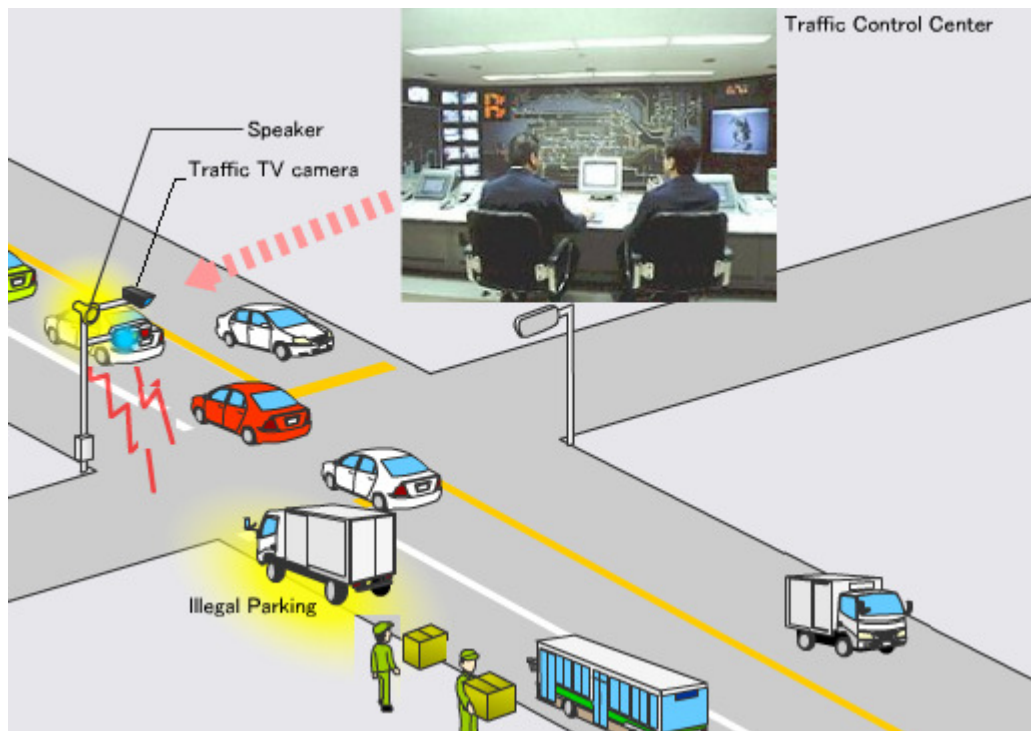 Traffic Control Center
Speaker
Traffic TV camera
Illegal Parking